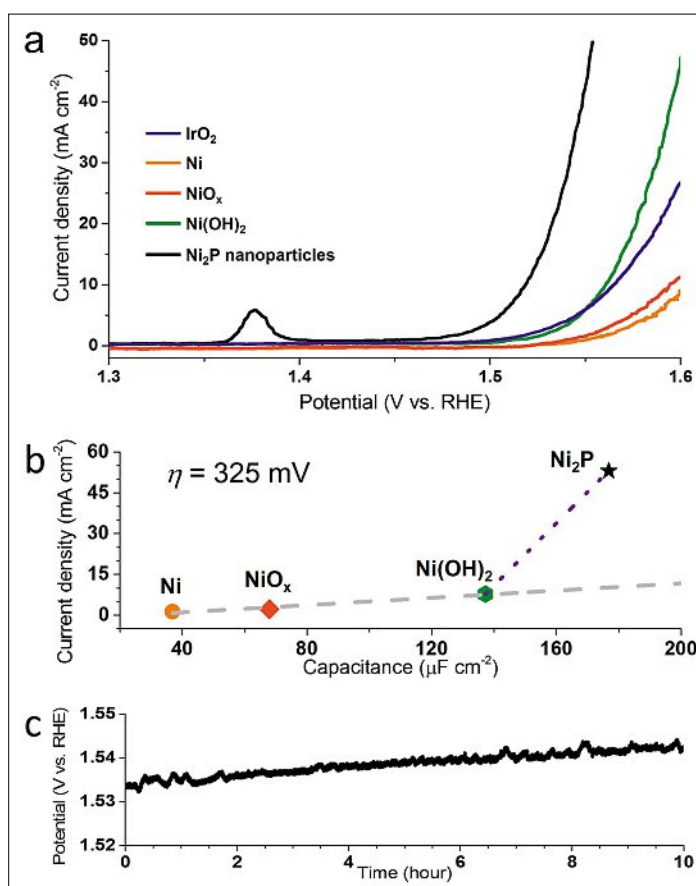 a
Current density (mA cm⁻²)
50
40
30
20
10
0
IrO₂
Ni
NiOₓ
Ni(OH)₂
Ni₂P nanoparticles
1.3
1.4
1.5
1.6
Potential (V vs. RHE)
b
Current density (mA cm⁻²)
60
45
30
15
0
η = 325 mV
Ni₂P
Ni
NiOₓ
Ni(OH)₂
40
80
120
160
200
Capacitance (μF cm⁻²)
c
Potential (V vs. RHE)
1.55
1.54
1.53
1.52
0
2
4
6
8
10
Time (hour)